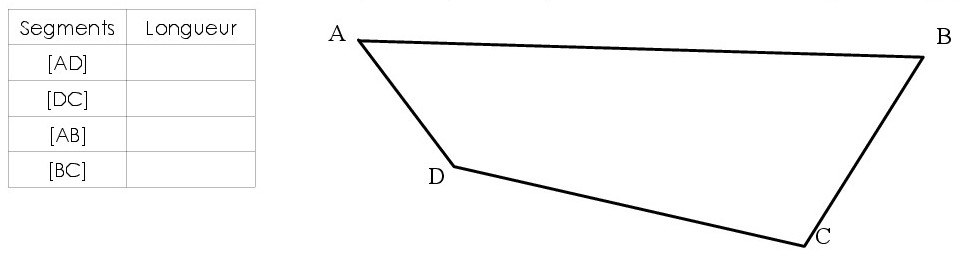 Segments Longueur
[AD]
[DC]
[AB]
[BC]
A
B
D
C